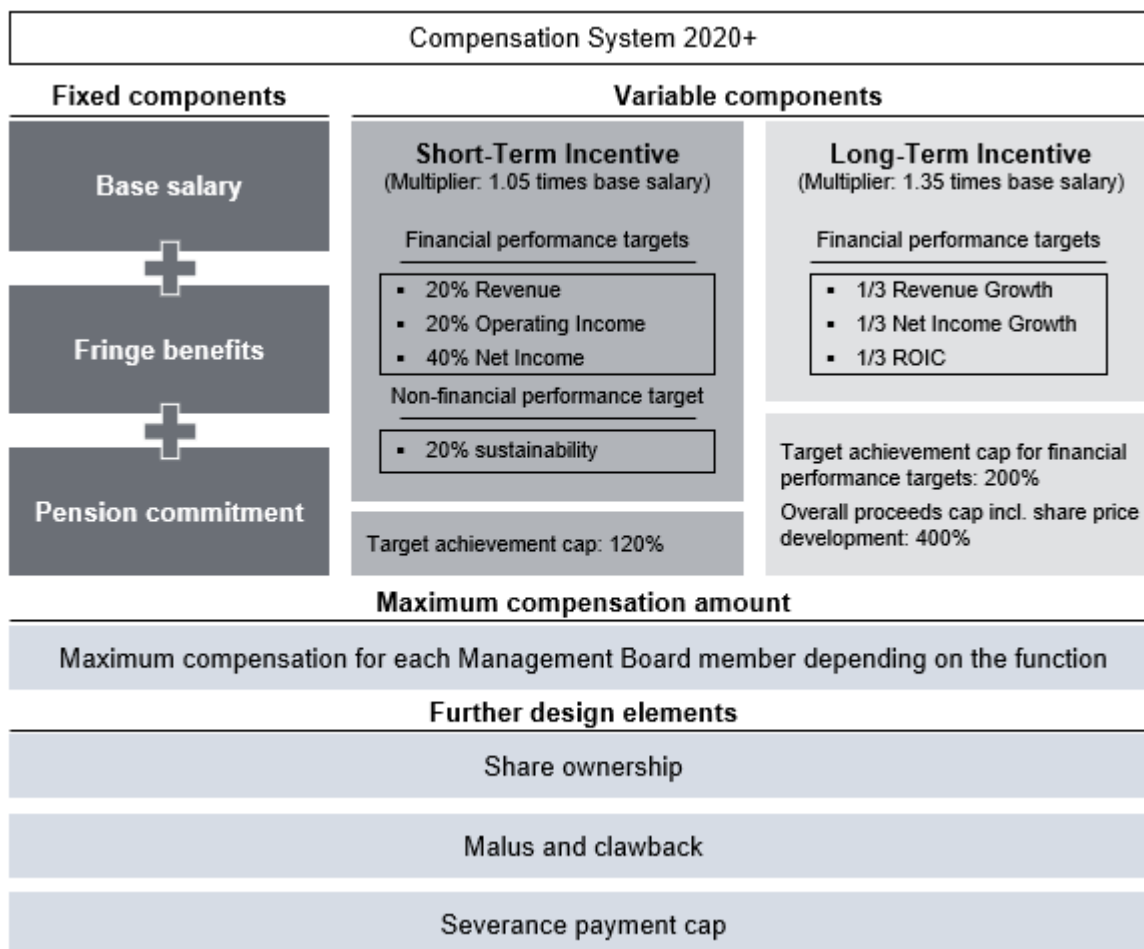 Compensation System 2020+
Fixed components
Base salary
Fringe benefits
Pension commitment
Variable components
Short-Term Incentive
(Multiplier: 1.05 times base salary)
Financial performance targets
▪ 20% Revenue
▪ 20% Operating Income
▪ 40% Net Income
Non-financial performance target
▪ 20% sustainability
Target achievement cap: 120%
Long-Term Incentive
(Multiplier: 1.35 times base salary)
Financial performance targets
▪ 1/3 Revenue Growth
▪ 1/3 Net Income Growth
▪ 1/3 ROIC
Target achievement cap for financial
performance targets: 200%
Overall proceeds cap incl. share price
development: 400%
Maximum compensation amount
Maximum compensation for each Management Board member depending on the function
Further design elements
Share ownership
Malus and clawback
Severance payment cap